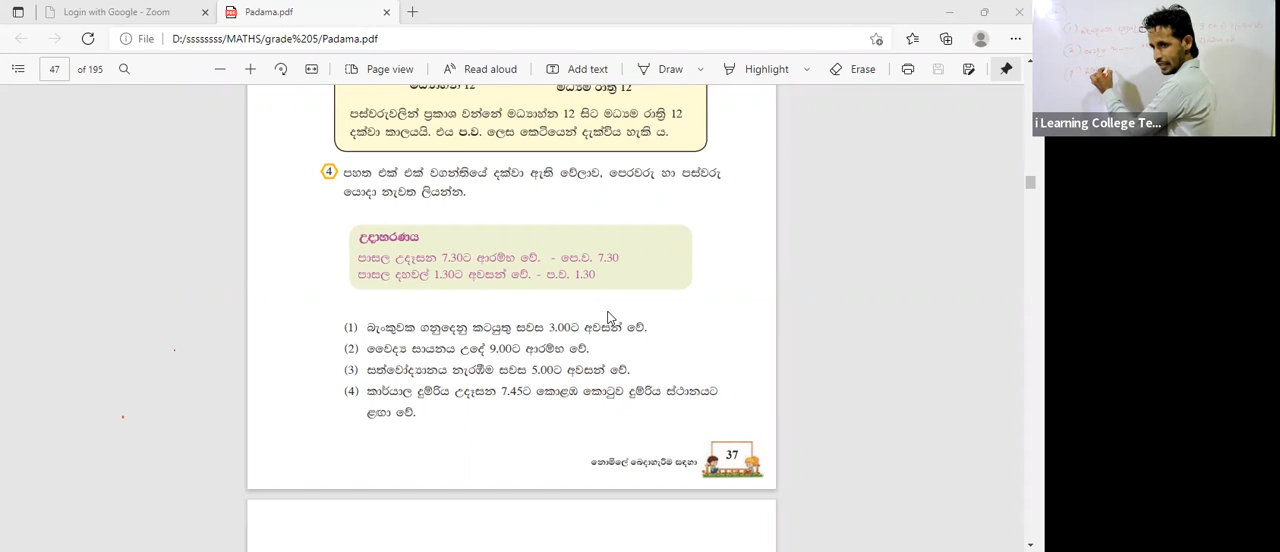 Login with Google - Zoom
Padama.pdf
File
D:/ssssssss/MATHS/grade%205/Padama.pdf
47
of 195
Page view
Read aloud
Add text
Draw
Highlight
Erase
i Learning College Te...
මධ්‍යාහ්න 12
මධ්‍යම රාත්‍රි 12
පස්වරුවලින් ප්‍රකාශ වන්නේ මධ්‍යාහ්න 12 සිට මධ්‍යම රාත්‍රි 12
දක්වා කාලයයි. එය ප.ව. ලෙස කෙටියෙන් දැක්විය හැකි ය.
4 පහත එක් එක් වගන්තියේ දක්වා ඇති වේලාව, පෙරවරු හා පස්වරු
යොදා නැවත ලියන්න.
උදාහරණය
පාසල උදෑසන 7.30ට ආරම්භ වේ. - පෙ.ව. 7.30
පාසල දහවල් 1.30ට අවසන් වේ. - ප.ව. 1.30
(1) බැංකුවක ගනුදෙනු කටයුතු සවස 3.00ට අවසන් වේ.
(2) වෛද්‍ය සායනය උදේ 9.00ට ආරම්භ වේ.
(3) සත්වෝද්‍යානය නැරඹීම සවස 5.00ට අවසන් වේ.
(4) කාර්යාල දුම්රිය උදෑසන 7.45ට කොළඹ කොටුව දුම්රිය ස්ථානයට
ළඟා වේ.
නොමිලේ බෙදාහැරීම සඳහා
37